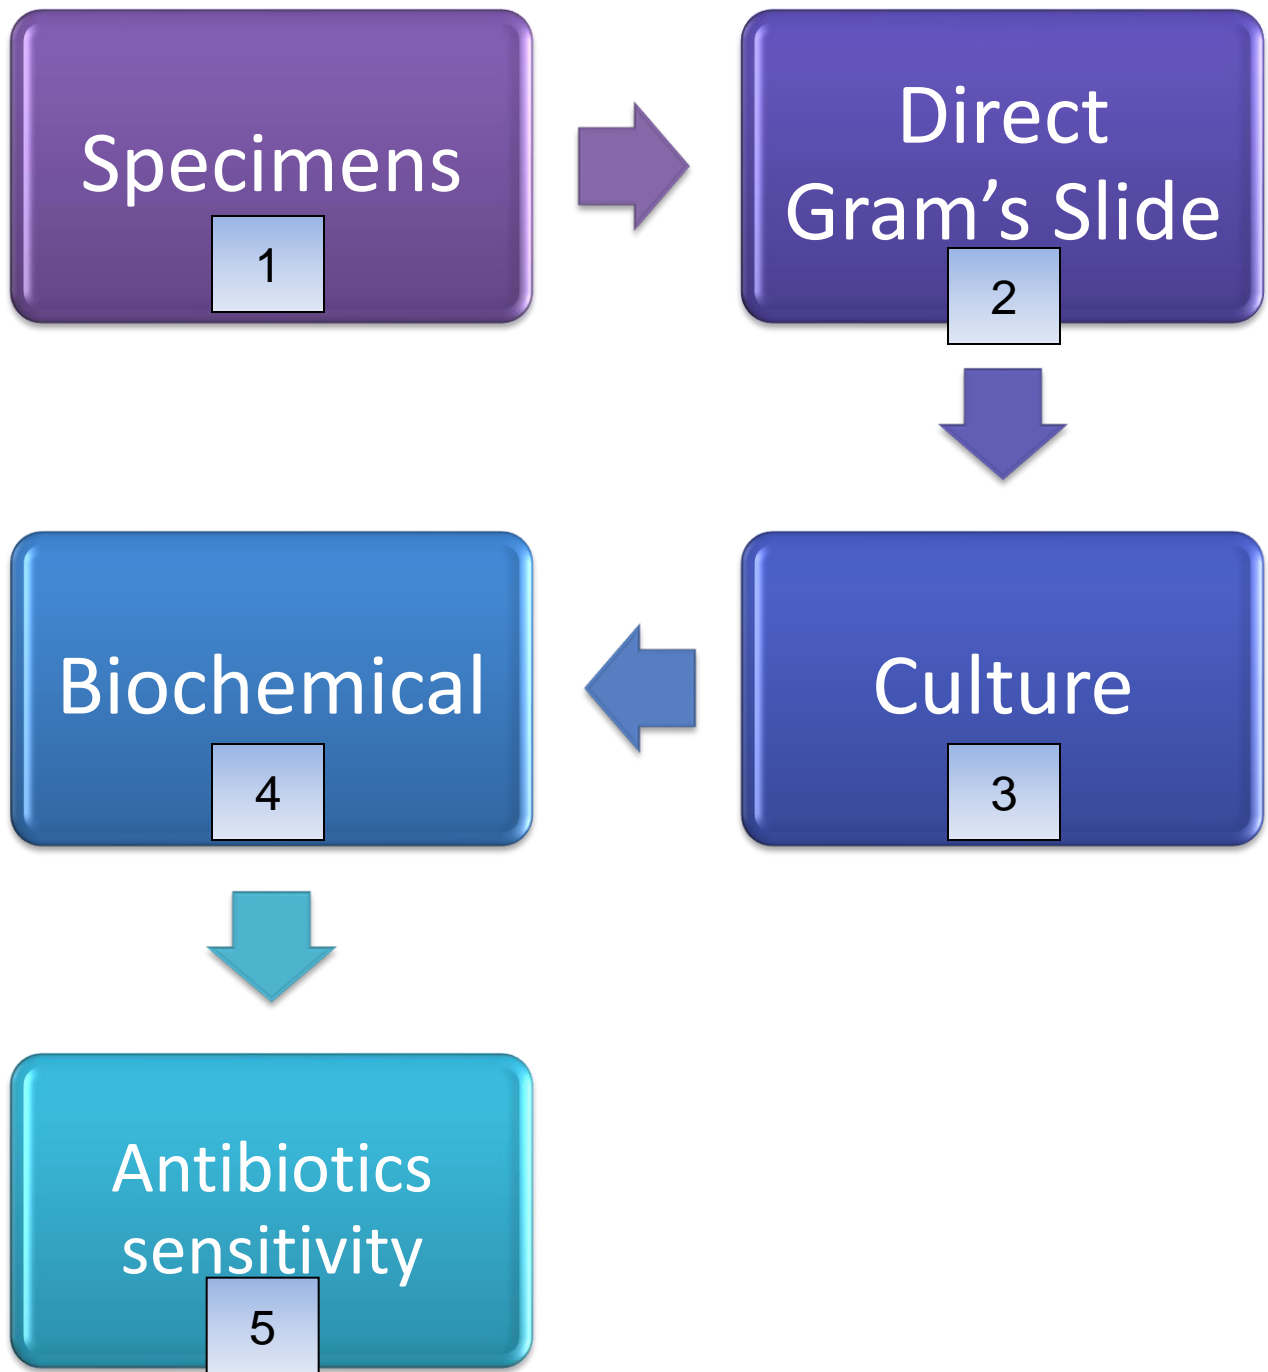 Specimens
1
Direct
Gram’s Slide
2
Culture
3
Biochemical
4
Antibiotics
sensitivity
5